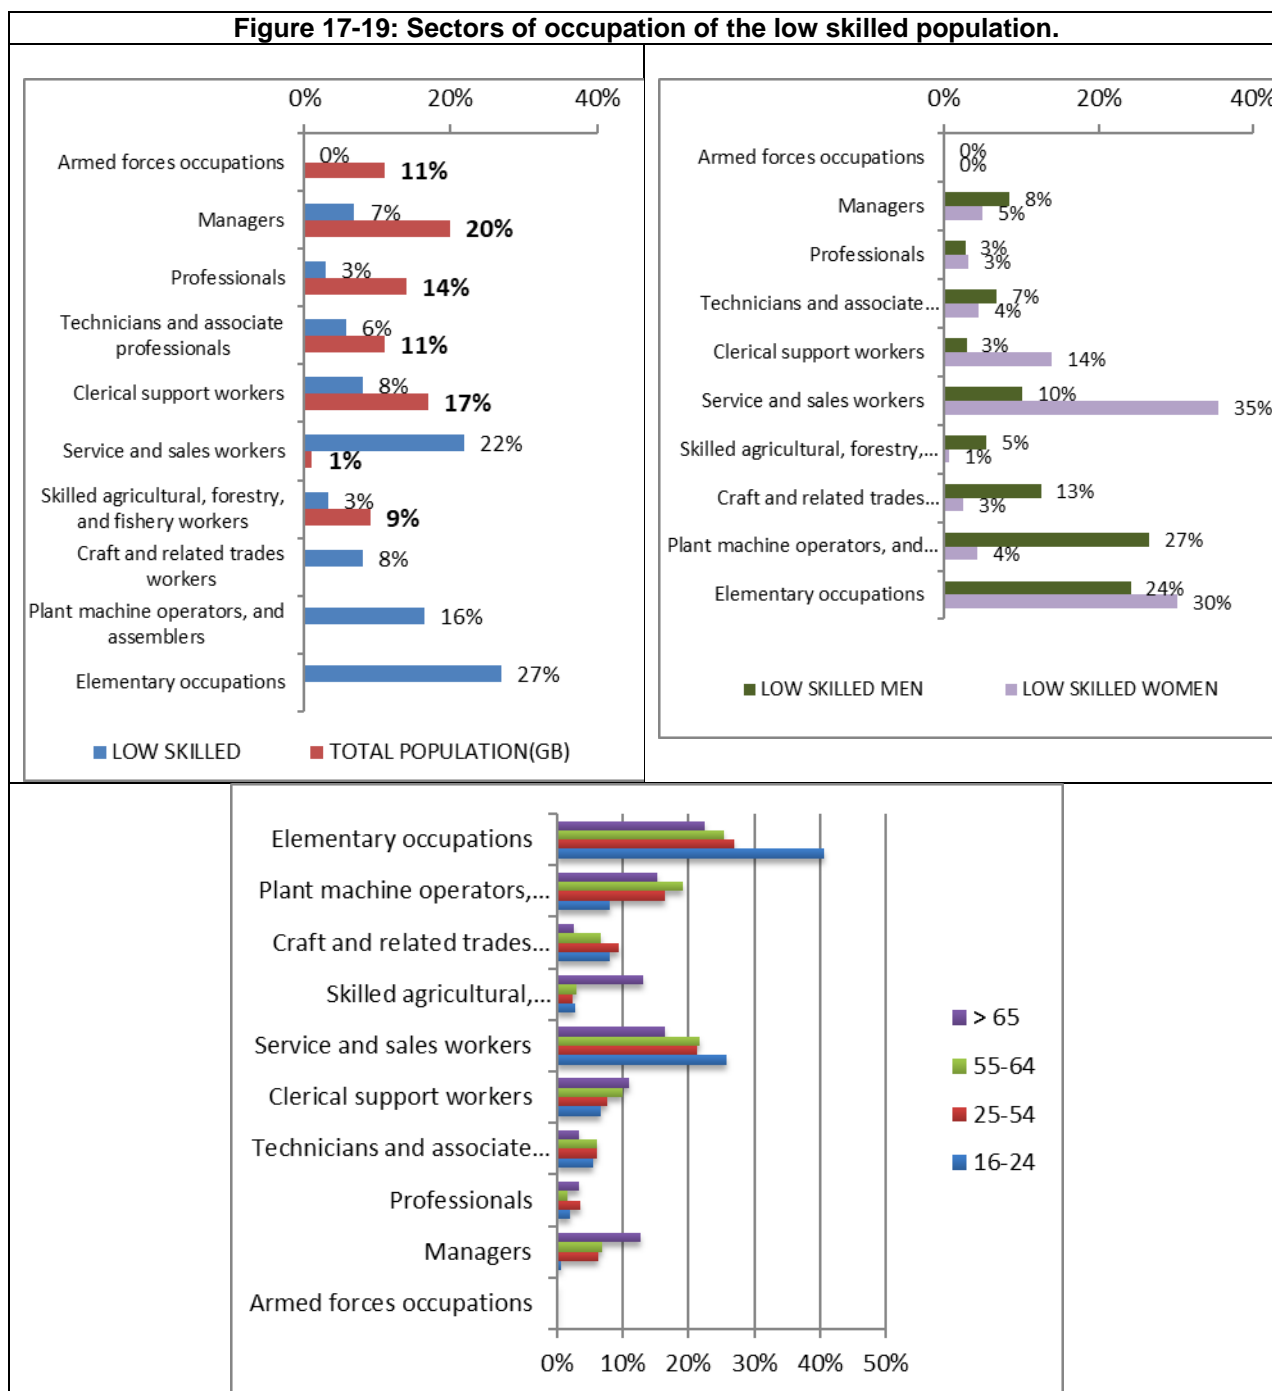 Figure 17-19: Sectors of occupation of the low skilled population.
0% 20% 40%
Armed forces occupations 0% 11%
Managers 7% 20%
Professionals 3% 14%
Technicians and associate
professionals 6% 11%
Clerical support workers 8% 17%
Service and sales workers 22% 1%
Skilled agricultural, forestry,
and fishery workers 3% 9%
Craft and related trades
workers 8%
Plant machine operators, and
assemblers 16%
Elementary occupations 27%
LOW SKILLED TOTAL POPULATION(GB)
0% 20% 40%
Armed forces occupations 0% 0%
Managers 8% 5%
Professionals 3% 3%
Technicians and associate... 7% 4%
Clerical support workers 3% 14%
Service and sales workers 10% 35%
Skilled agricultural, forestry,... 5% 1%
Craft and related trades... 13% 3%
Plant machine operators, and... 27% 4%
Elementary occupations 24% 30%
LOW SKILLED MEN LOW SKILLED WOMEN
Elementary occupations
Plant machine operators,...
Craft and related trades...
Skilled agricultural,...
Service and sales workers
Clerical support workers
Technicians and associate...
Professionals
Managers
Armed forces occupations
0% 10% 20% 30% 40% 50%
> 65
55-64
25-54
16-24